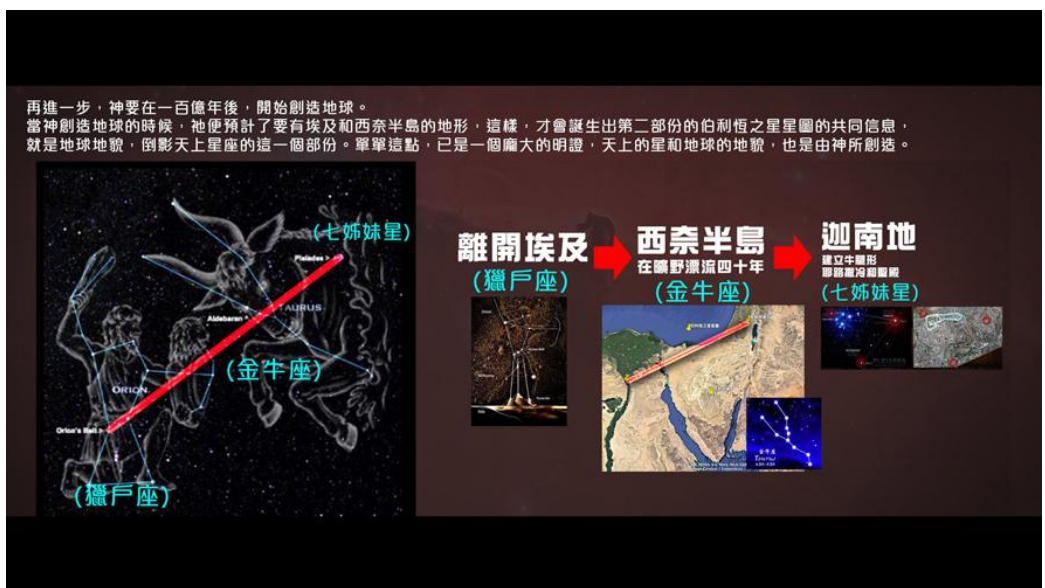 再進一步，神要在一百億年後，開始創造地球。
當神創造地球的時候，祂便預計了要有埃及和西奈半島的地形，這樣，才會誕生出第二部份的伯利恆之星星圖的共同信息，
就是地球地貌，倒影天上星座的這一個部份。單單這點，已是一個龐大的明證，天上的星和地球的地貌，也是由神所創造。
(七姊妹星)
Pleiades >
TAURUS
Aldebaran
(金牛座)
ORION
Orion's Belt >
(獵戶座)
離開埃及
(獵戶座)
西奈半島
在曠野漂流四十年
(金牛座)
迦南地
耶路撒冷和聖殿
(七姊妹星)
金牛座
Taurus